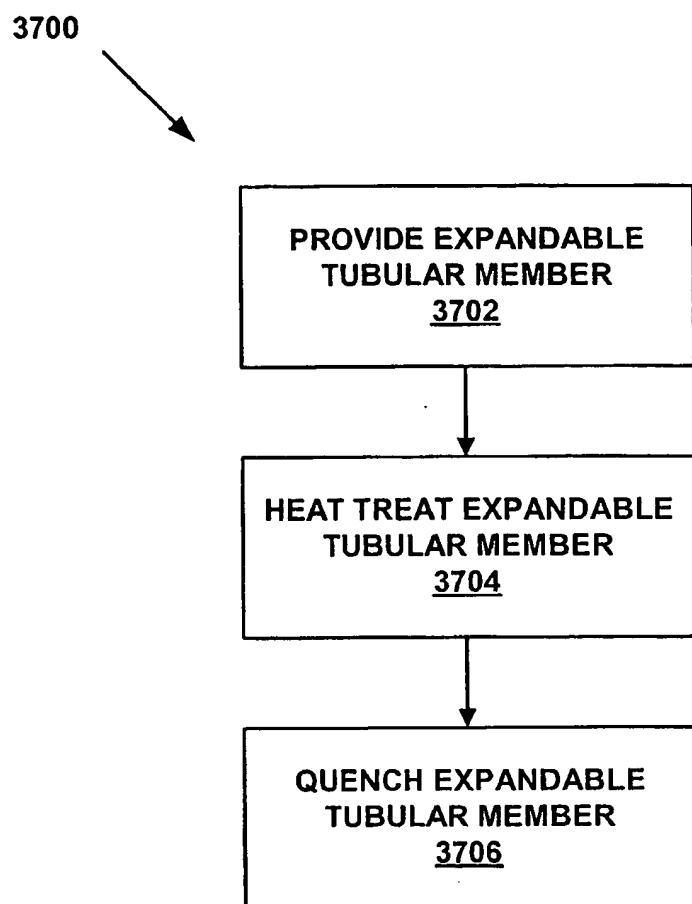 3700
PROVIDE EXPANDABLE
TUBULAR MEMBER
3702
HEAT TREAT EXPANDABLE
TUBULAR MEMBER
3704
QUENCH EXPANDABLE
TUBULAR MEMBER
3706